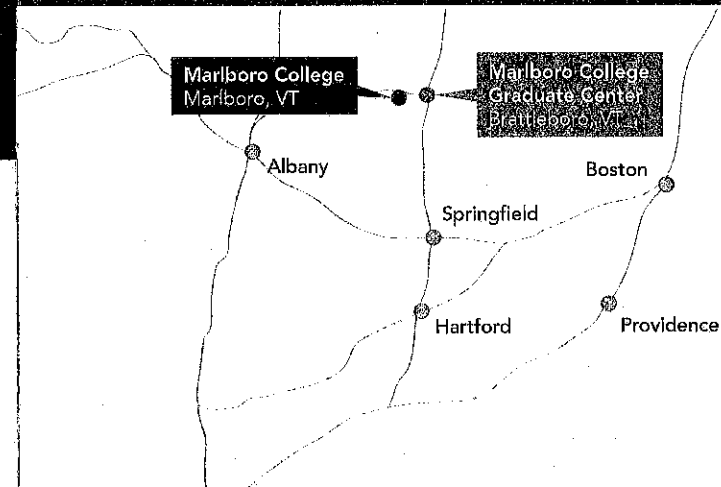 Marlboro College
Marlboro, VT
Marlboro College
Graduate Center
Brattleboro, VT
Albany
Boston
Springfield
Hartford
Providence